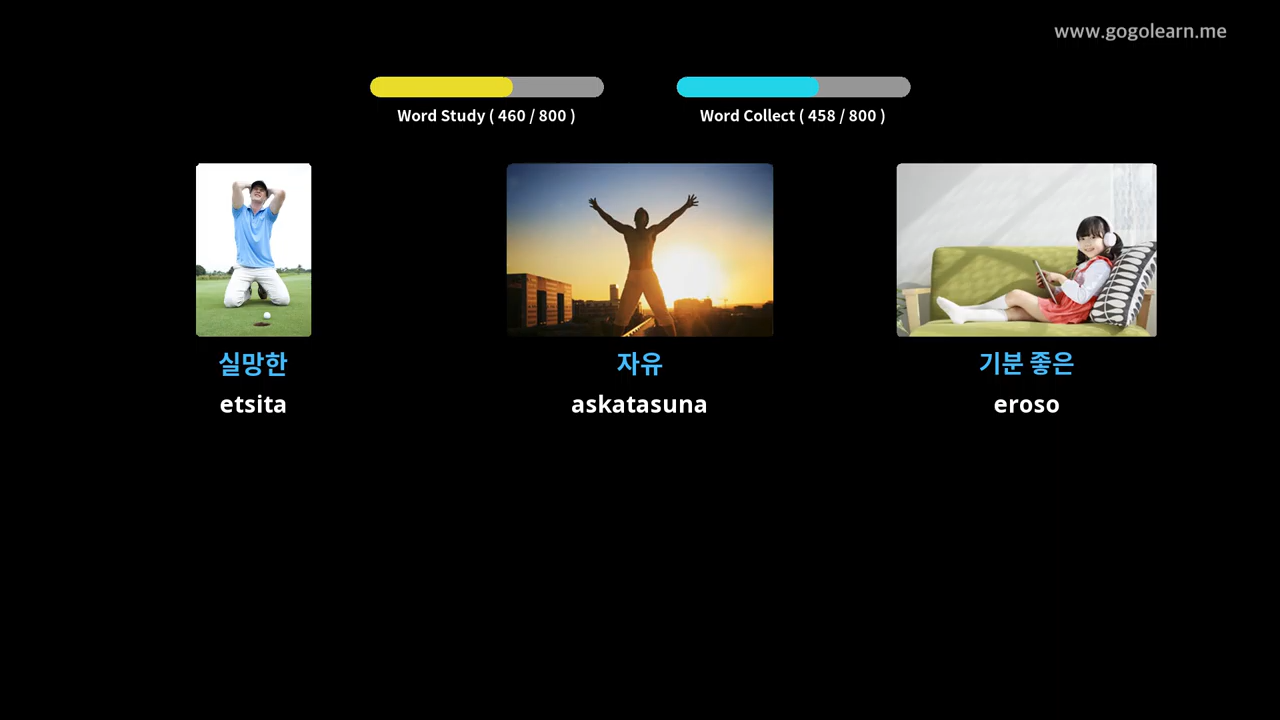 www.gogolearn.me
Word Study ( 460 / 800 )
Word Collect ( 458 / 800 )
실망한
etsita
자유
askatasuna
기분 좋은
eroso